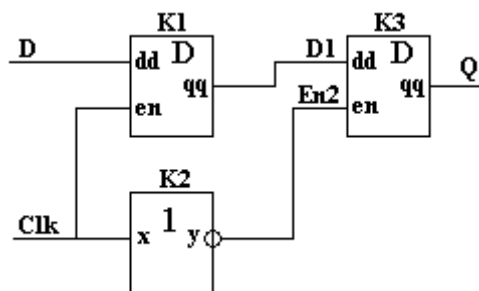 K1 K3
D dd D qq en
D1 dd D qq en
Q
En2
K2
Clk x 1 y